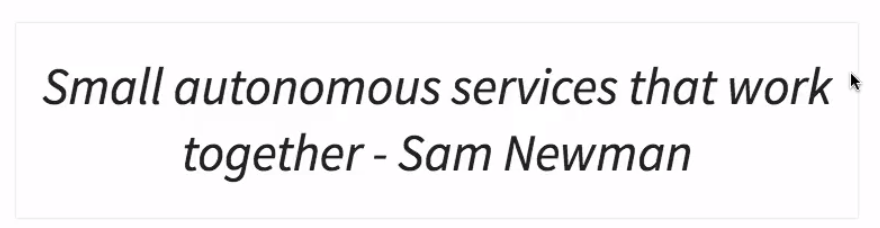 Small autonomous services that work
together - Sam Newman